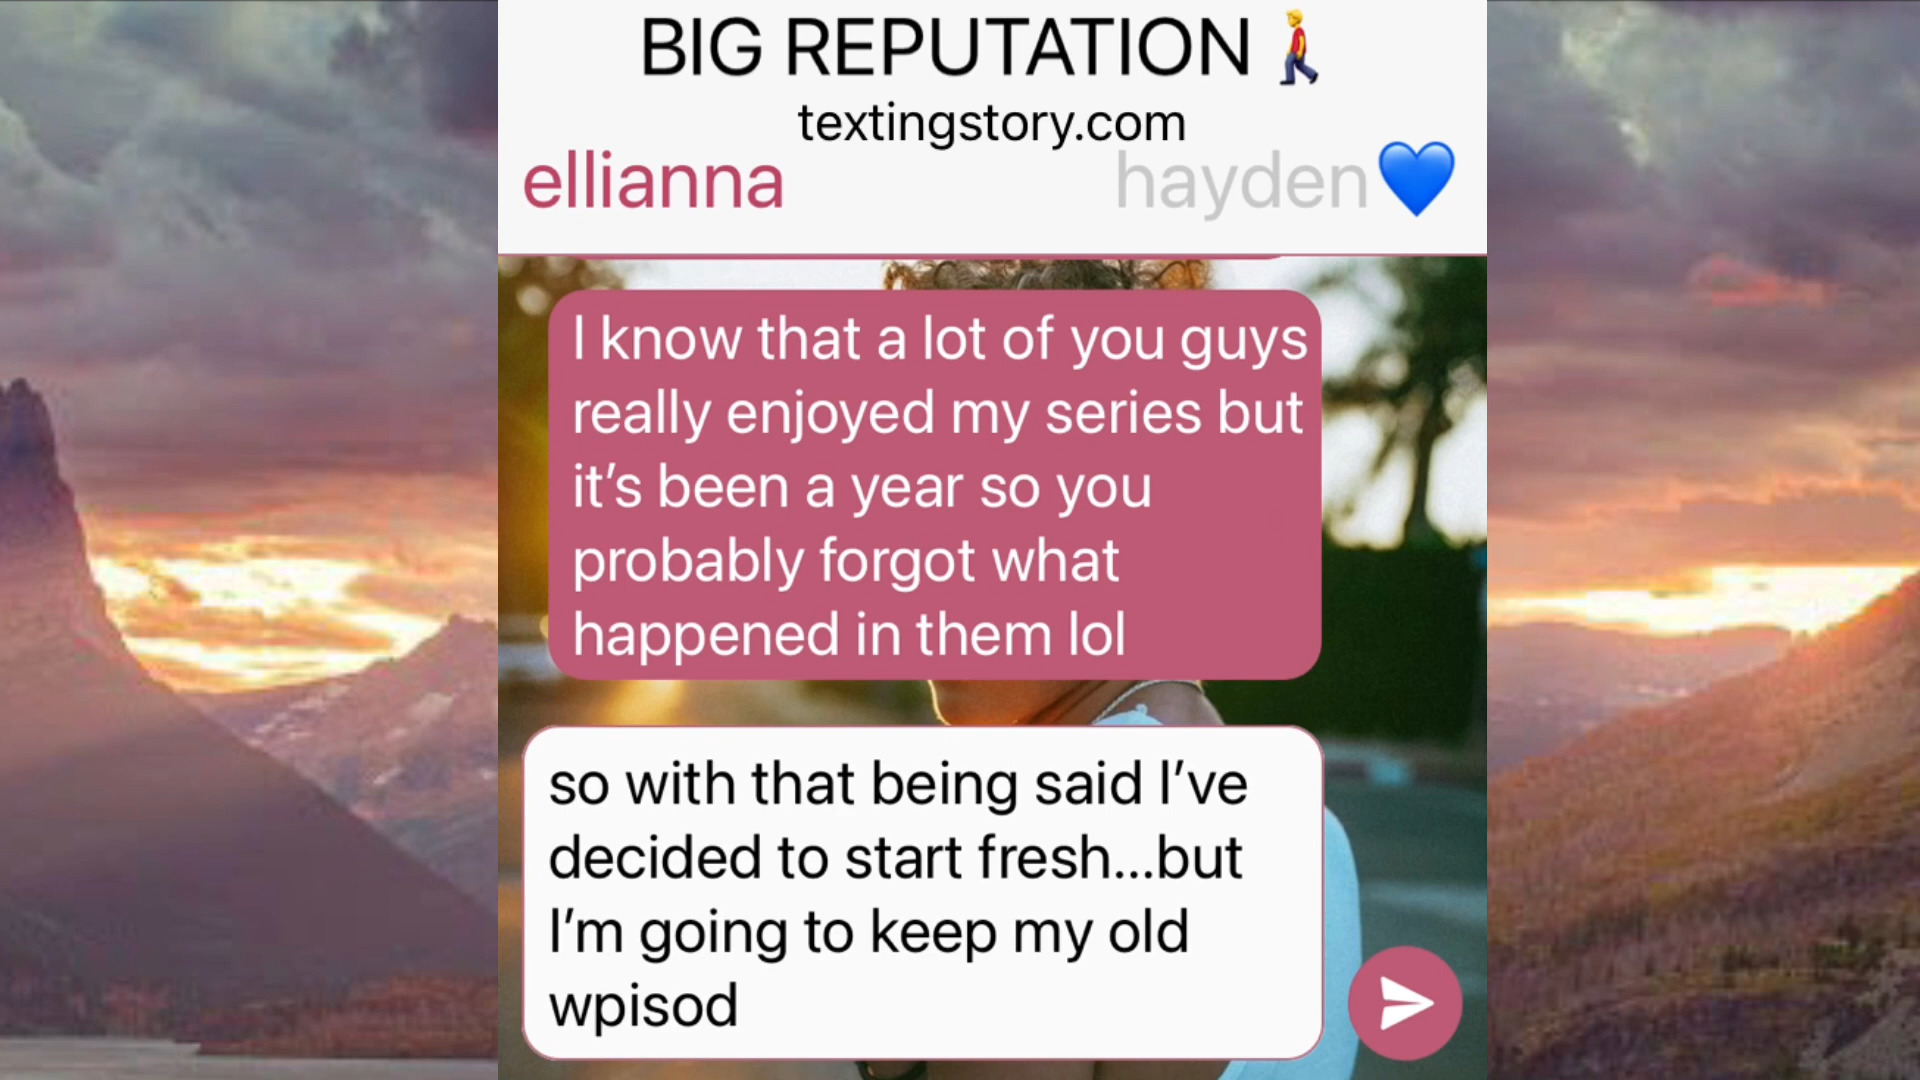 BIG REPUTATION🚶
textingstory.com
ellianna hayden💙
I know that a lot of you guys
really enjoyed my series but
it's been a year so you
probably forgot what
happened in them lol
so with that being said I've
decided to start fresh...but
I'm going to keep my old
wpisod